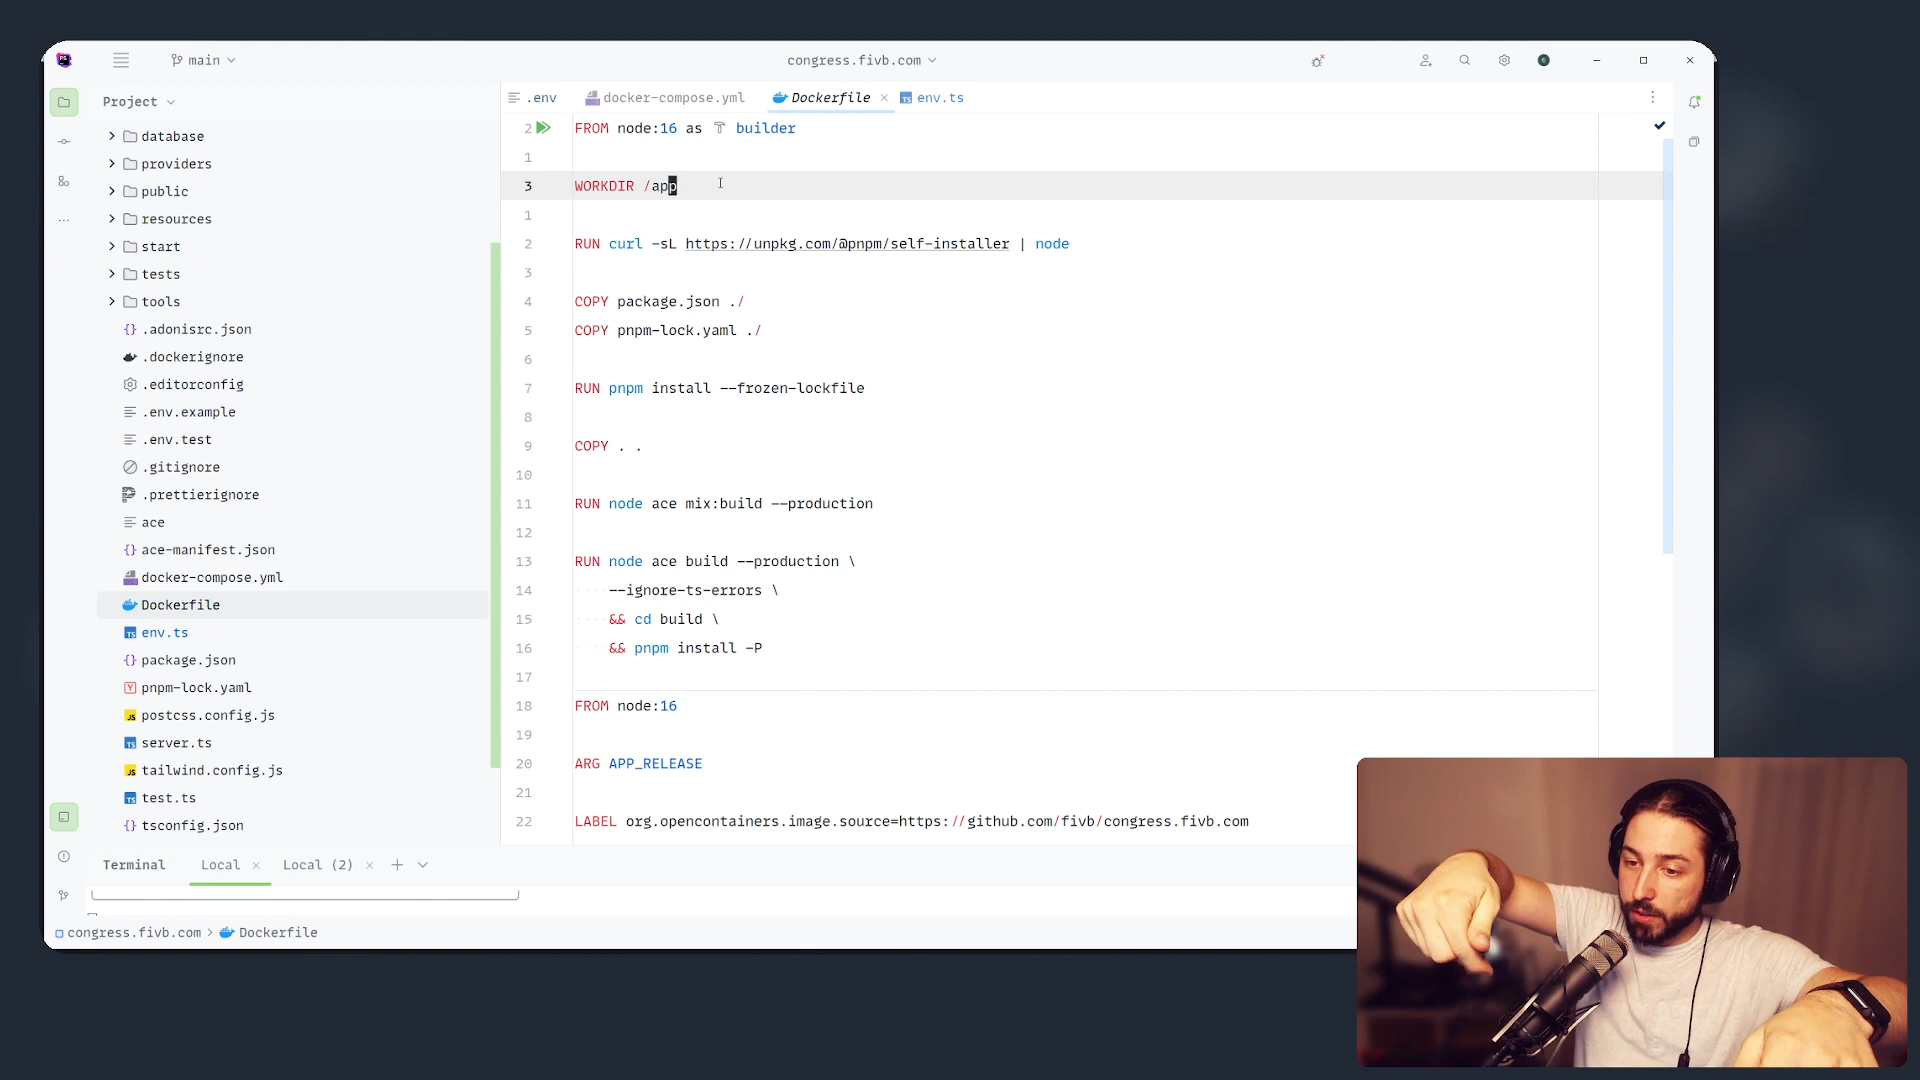 PS
main
congress.fivb.com
Project
database
providers
public
resources
start
tests
tools
{} .adonisrc.json
.dockerignore
.editorconfig
.env.example
.env.test
.gitignore
.prettierignore
ace
{} ace-manifest.json
docker-compose.yml
Dockerfile
TS env.ts
{} package.json
Y pnpm-lock.yaml
JS postcss.config.js
TS server.ts
JS tailwind.config.js
TS test.ts
{} tsconfig.json
.env
docker-compose.yml
Dockerfile
TS env.ts
2 FROM node:16 as builder
1
3 WORKDIR /app
1
2 RUN curl -sL https://unpkg.com/@pnpm/self-installer | node
3
4 COPY package.json ./
5 COPY pnpm-lock.yaml ./
6
7 RUN pnpm install --frozen-lockfile
8
9 COPY . .
10
11 RUN node ace mix:build --production
12
13 RUN node ace build --production \
14 --ignore-ts-errors \
15 && cd build \
16 && pnpm install -P
17
18 FROM node:16
19
20 ARG APP_RELEASE
21
22 LABEL org.opencontainers.image.source=https://github.com/fivb/congress.fivb.com
Terminal
Local
Local (2)
congress.fivb.com > Dockerfile